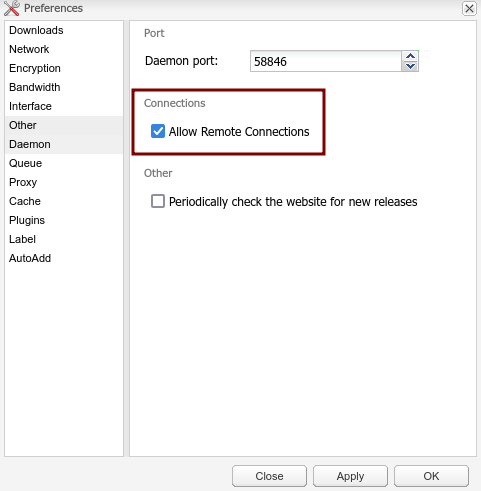 Preferences
Downloads
Network
Encryption
Bandwidth
Interface
Other
Daemon
Queue
Proxy
Cache
Plugins
Label
AutoAdd
Port
Daemon port: 58846
Connections
Allow Remote Connections
Other
Periodically check the website for new releases
Close Apply OK